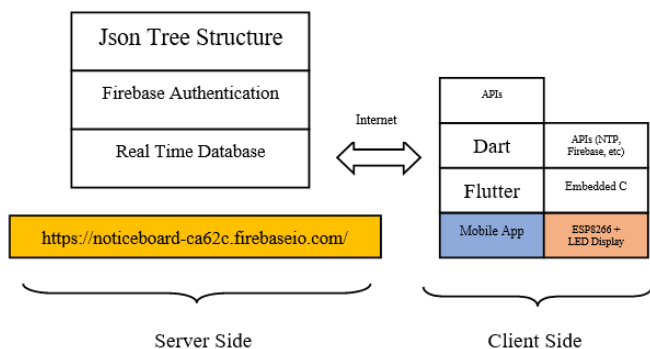 Json Tree Structure
Firebase Authentication
Real Time Database
https://noticeboard-ca62c.firebaseio.com/
Server Side
Internet
APIs
Dart
APIs (NTP,
Firebase, etc)
Flutter
Embedded C
Mobile App
ESP8266 +
LED Display
Client Side